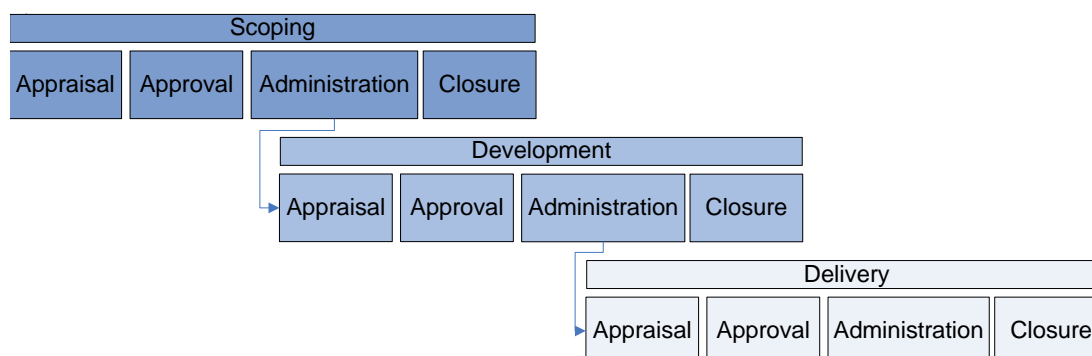 Scoping
Appraisal Approval Administration Closure
Development
Appraisal Approval Administration Closure
Delivery
Appraisal Approval Administration Closure